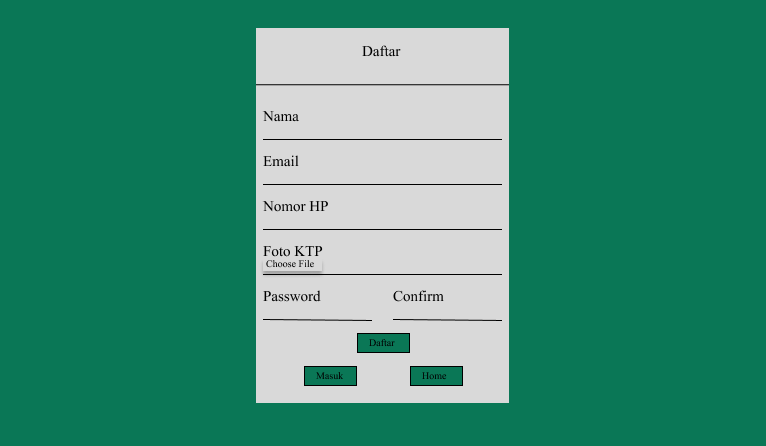 Daftar
Nama
Email
Nomor HP
Foto KTP
Choose File
Password Confirm
Daftar
Masuk Home